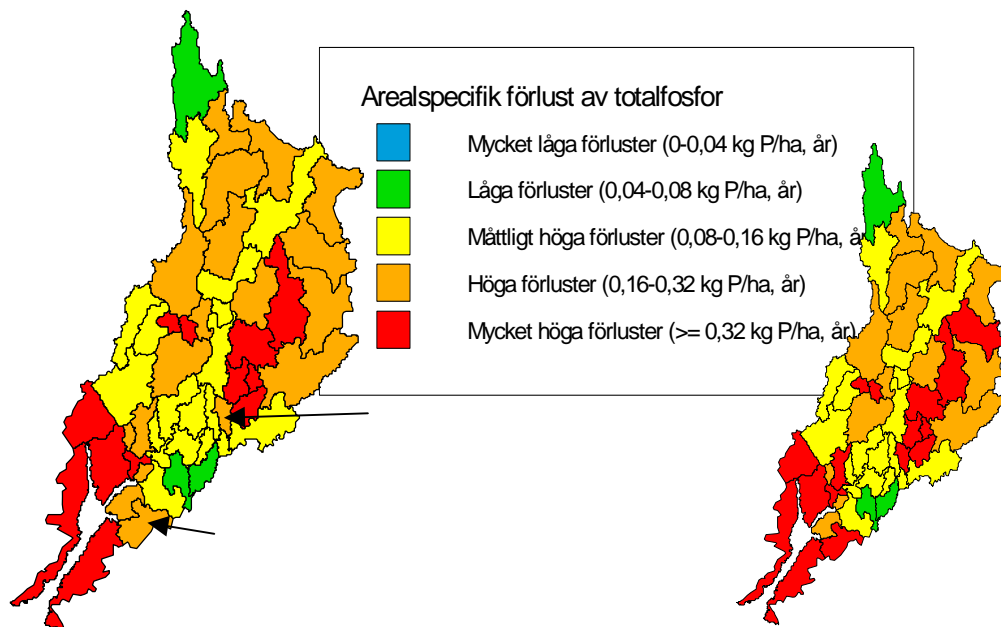 Arealspecifik förlust av totalfosfor
Mycket låga förluster (0-0,04 kg P/ha, år)
Låga förluster (0,04-0,08 kg P/ha, år)
Måttligt höga förluster (0,08-0,16 kg P/ha, år
Höga förluster (0,16-0,32 kg P/ha, år)
Mycket höga förluster (>= 0,32 kg P/ha, år)